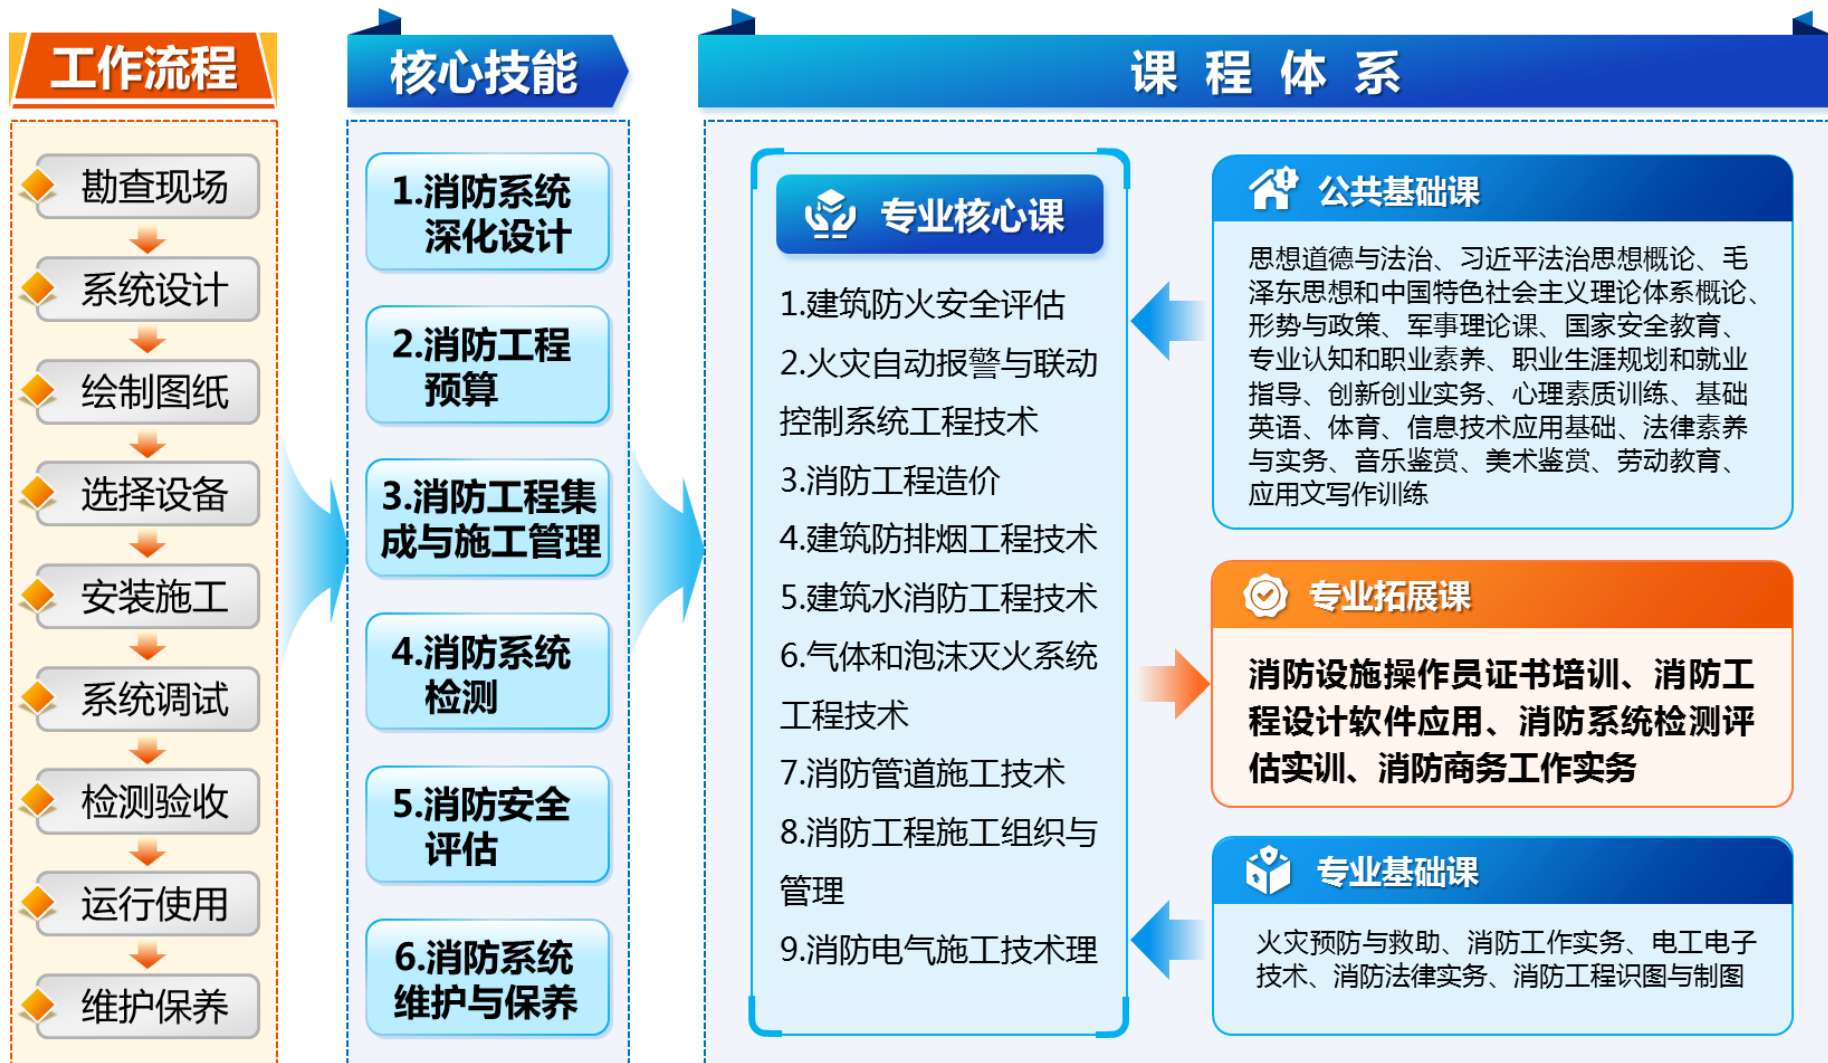 工作流程
勘查现场
系统设计
绘制图纸
选择设备
安装施工
系统调试
检测验收
运行使用
维护保养
核心技能
1.消防系统
深化设计
2.消防工程
预算
3.消防工程集
成与施工管理
4.消防系统
检测
5.消防安全
评估
6.消防系统
维护与保养
课程体系
专业核心课
1.建筑防火安全评估
2.火灾自动报警与联动
控制系统工程技术
3.消防工程造价
4.建筑防排烟工程技术
5.建筑水消防工程技术
6.气体和泡沫灭火系统
工程技术
7.消防管道施工技术
8.消防工程施工组织与
管理
9.消防电气施工技术理
公共基础课
思想道德与法治、习近平法治思想概论、毛
泽东思想和中国特色社会主义理论体系概论、
形势与政策、军事理论课、国家安全教育、
专业认知和职业素养、职业生涯规划和就业
指导、创新创业实务、心理素质训练、基础
英语、体育、信息技术应用基础、法律素养
与实务、音乐鉴赏、美术鉴赏、劳动教育、
应用文写作训练
专业拓展课
消防设施操作员证书培训、消防工
程设计软件应用、消防系统检测评
估实训、消防商务工作实务
专业基础课
火灾预防与救助、消防工作实务、电工电子
技术、消防法律实务、消防工程识图与制图